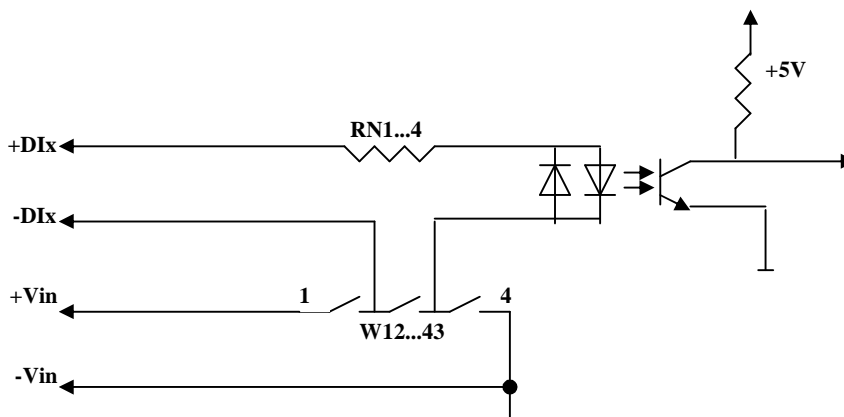 +5V
RN1...4
+DIx
-DIx
+Vin
1
4
W12...43
-Vin